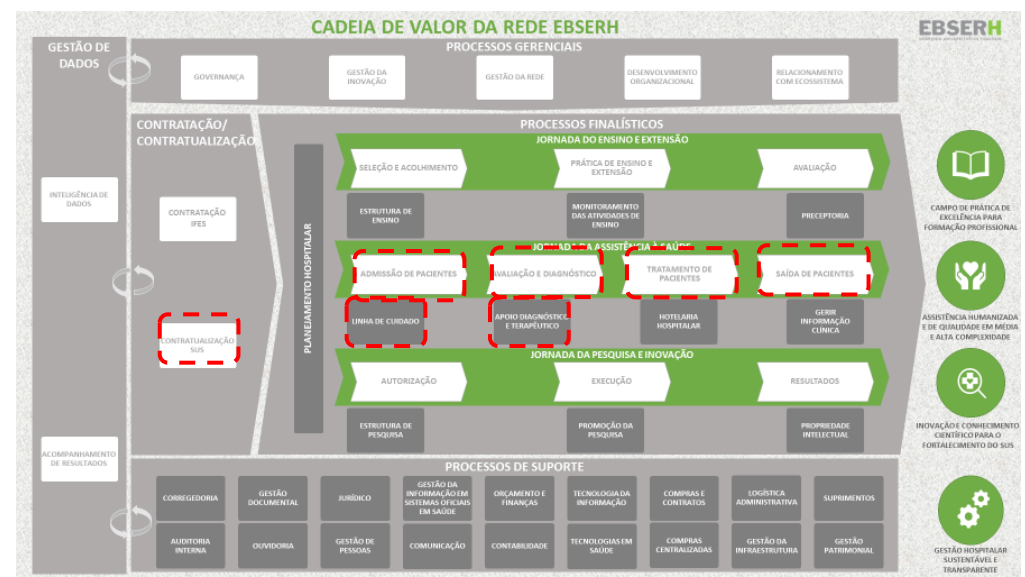 CADEIA DE VALOR DA REDE EBSERH
EBSERH
GESTÃO DE
DADOS
INTELIGÊNCIA DE
DADOS
ACOMPANHAMENTO
DE RESULTADOS
PROCESSOS GERENCIAIS
GOVERNANÇA
GESTÃO DA
INOVAÇÃO
GESTÃO DA REDE
DESENVOLVIMENTO
ORGANIZACIONAL
RELACIONAMENTO
COM ECOSSISTEMA
CONTRATAÇÃO/
CONTRATUALIZAÇÃO
CONTRATAÇÃO
IFES
CONTRATUALIZAÇÃO
SUS
PROCESSOS FINALÍSTICOS
PLANEJAMENTO HOSPITALAR
JORNADA DO ENSINO E EXTENSÃO
SELEÇÃO E ACOLHIMENTO
PRÁTICA DE ENSINO E
EXTENSÃO
AVALIAÇÃO
ESTRUTURA DE
ENSINO
MONITORAMENTO
DAS ATIVIDADES DE
ENSINO
PRECEPTORIA
JORNADA DA ASSISTÊNCIA À SAÚDE
ADMISSÃO DE PACIENTES
AVALIAÇÃO E DIAGNÓSTICO
TRATAMENTO DE
PACIENTES
SAÍDA DE PACIENTES
LINHA DE CUIDADO
APOIO DIAGNÓSTICO
E TERAPÊUTICO
HOTELARIA
HOSPITALAR
GERIR
INFORMAÇÃO
CLÍNICA
JORNADA DA PESQUISA E INOVAÇÃO
AUTORIZAÇÃO
EXECUÇÃO
RESULTADOS
ESTRUTURA DE
PESQUISA
PROMOÇÃO DA
PESQUISA
PROPRIEDADE
INTELECTUAL
PROCESSOS DE SUPORTE
CORREGEDORIA
GESTÃO
DOCUMENTAL
JURÍDICO
GESTÃO DA
INFORMAÇÃO EM
SISTEMAS OFICIAIS
EM SAÚDE
ORÇAMENTO E
FINANÇAS
TECNOLOGIA DA
INFORMAÇÃO
COMPRAS E
CONTRATOS
LOGÍSTICA
ADMINISTRATIVA
SUPRIMENTOS
AUDITORIA
INTERNA
OUVIDORIA
GESTÃO DE
PESSOAS
COMUNICAÇÃO
CONTABILIDADE
TECNOLOGIAS EM
SAÚDE
COMPRAS
CENTRALIZADAS
GESTÃO DA
INFRAESTRUTURA
GESTÃO
PATRIMONIAL
CAMPO DE PRÁTICA DE
EXCELÊNCIA PARA
FORMAÇÃO PROFISSIONAL
ASSISTÊNCIA HUMANIZADA
E DE QUALIDADE EM MÉDIA
E ALTA COMPLEXIDADE
INOVAÇÃO E CONHECIMENTO
CIENTÍFICO PARA O
FORTALECIMENTO DO SUS
GESTÃO HOSPITALAR
SUSTENTÁVEL E
TRANSPARENTE